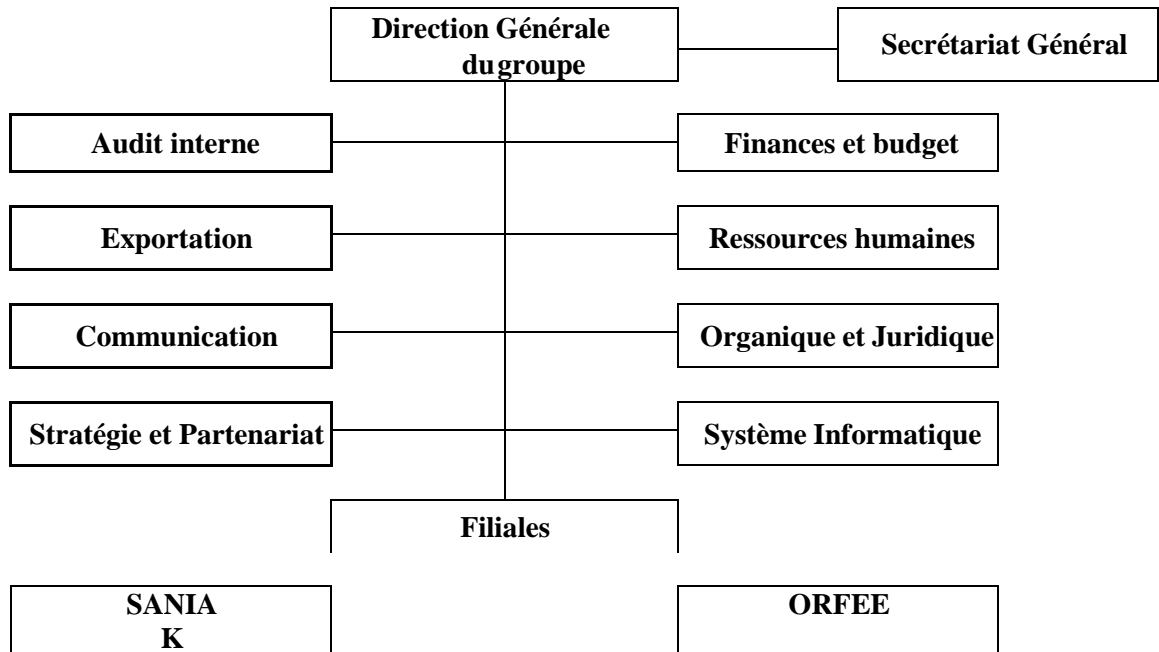 Direction Générale
du groupe
Secrétariat Général
Audit interne
Finances et budget
Exportation
Ressources humaines
Communication
Organique et Juridique
Stratégie et Partenariat
Système Informatique
Filiales
SANIA
K
ORFEE